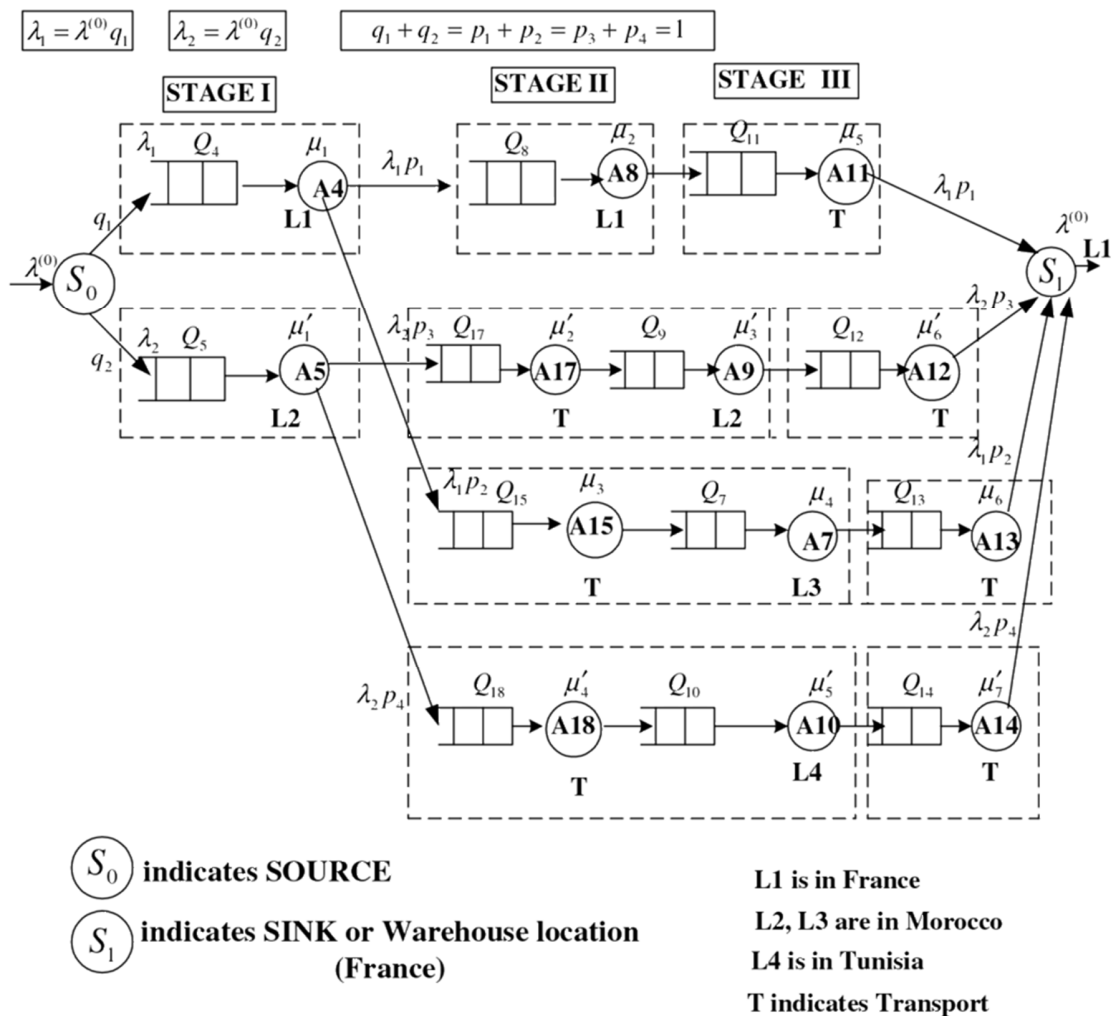 λ₁ = λ⁽⁰⁾q₁
λ₂ = λ⁽⁰⁾q₂
q₁ + q₂ = p₁ + p₂ = p₃ + p₄ = 1
STAGE I
STAGE II
STAGE III
λ₁ Q₄ μ₁
A4
L1
λ₁p₁
Q₈ μ₂
A8
L1
Q₁₁ μ₅
A11
T
λ₁p₁
q₁
λ⁽⁰⁾
S₀
q₂
λ⁽⁰⁾
S₁
L1
λ₂ Q₅ μ′₁
A5
L2
λ₂p₃
Q₁₇ μ′₂
A17
T
Q₉ μ′₃
A9
L2
Q₁₂ μ′₆
A12
T
λ₂p₃
λ₁p₂
Q₁₅ μ₃
A15
T
Q₇ μ₄
A7
L3
Q₁₃ μ₆
A13
T
λ₁p₂
λ₂p₄
Q₁₈ μ′₄
A18
T
Q₁₀ μ′₅
A10
L4
Q₁₄ μ′₇
A14
T
λ₂p₄
S₀ indicates SOURCE
S₁ indicates SINK or Warehouse location
(France)
L1 is in France
L2, L3 are in Morocco
L4 is in Tunisia
T indicates Transport